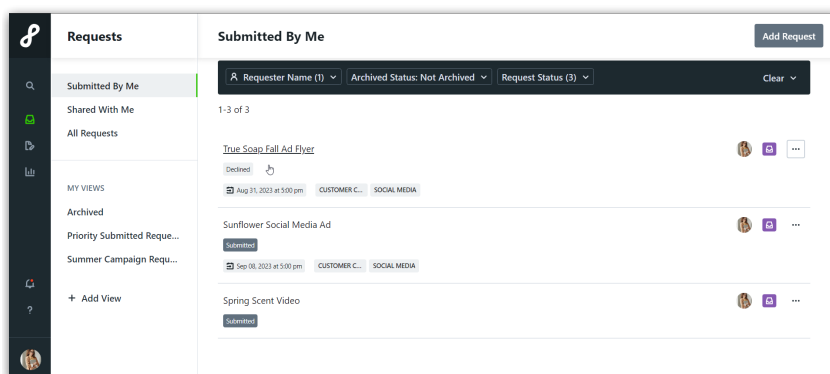 Requests
Submitted By Me
Add Request
Submitted By Me
Shared With Me
All Requests
MY VIEWS
Archived
Priority Submitted Reque...
Summer Campaign Requ...
+ Add View
?
Requester Name (1)
Archived Status: Not Archived
Request Status (3)
Clear
1-3 of 3
True Soap Fall Ad Flyer
Declined
Aug 31, 2023 at 5:00 pm
CUSTOMER C...
SOCIAL MEDIA
Sunflower Social Media Ad
Submitted
Sep 08, 2023 at 5:00 pm
CUSTOMER C...
SOCIAL MEDIA
Spring Scent Video
Submitted